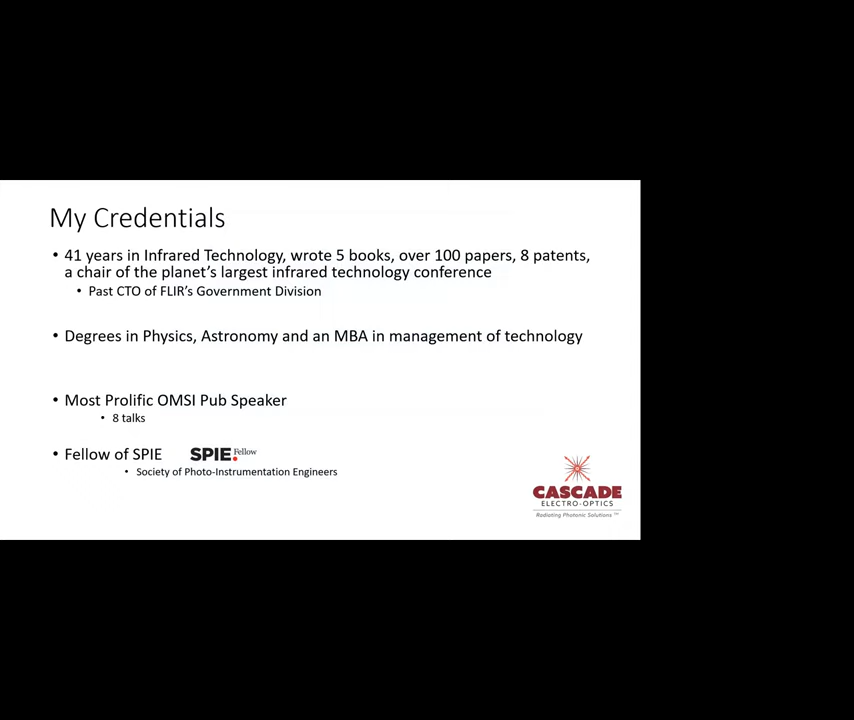 My Credentials
• 41 years in Infrared Technology, wrote 5 books, over 100 papers, 8 patents,
a chair of the planet's largest infrared technology conference
• Past CTO of FLIR's Government Division
• Degrees in Physics, Astronomy and an MBA in management of technology
• Most Prolific OMSI Pub Speaker
• 8 talks
• Fellow of SPIE SPIE. Fellow
• Society of Photo-Instrumentation Engineers
CASCADE
ELECTRO-OPTICS
Radiating Photonic Solutions ™